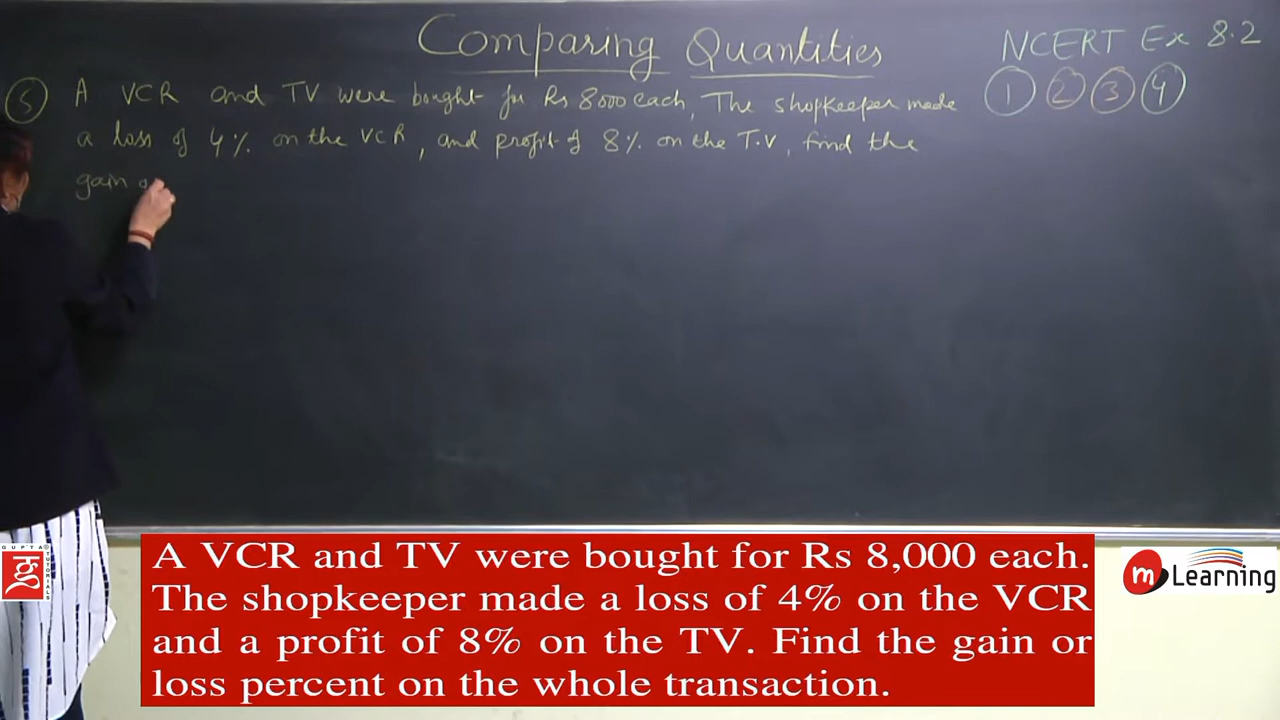 Comparing Quantities
NCERT Ex 8.2
1 2 3 4
5 A VCR and TV were bought for Rs 8000 each, The shopkeeper made
a loss of 4% on the VCR, and profit of 8% on the T.V, find the
gain o
A VCR and TV were bought for Rs 8,000 each.
The shopkeeper made a loss of 4% on the VCR
and a profit of 8% on the TV. Find the gain or
loss percent on the whole transaction.
GUPTA
TUTORIALS
m Learning